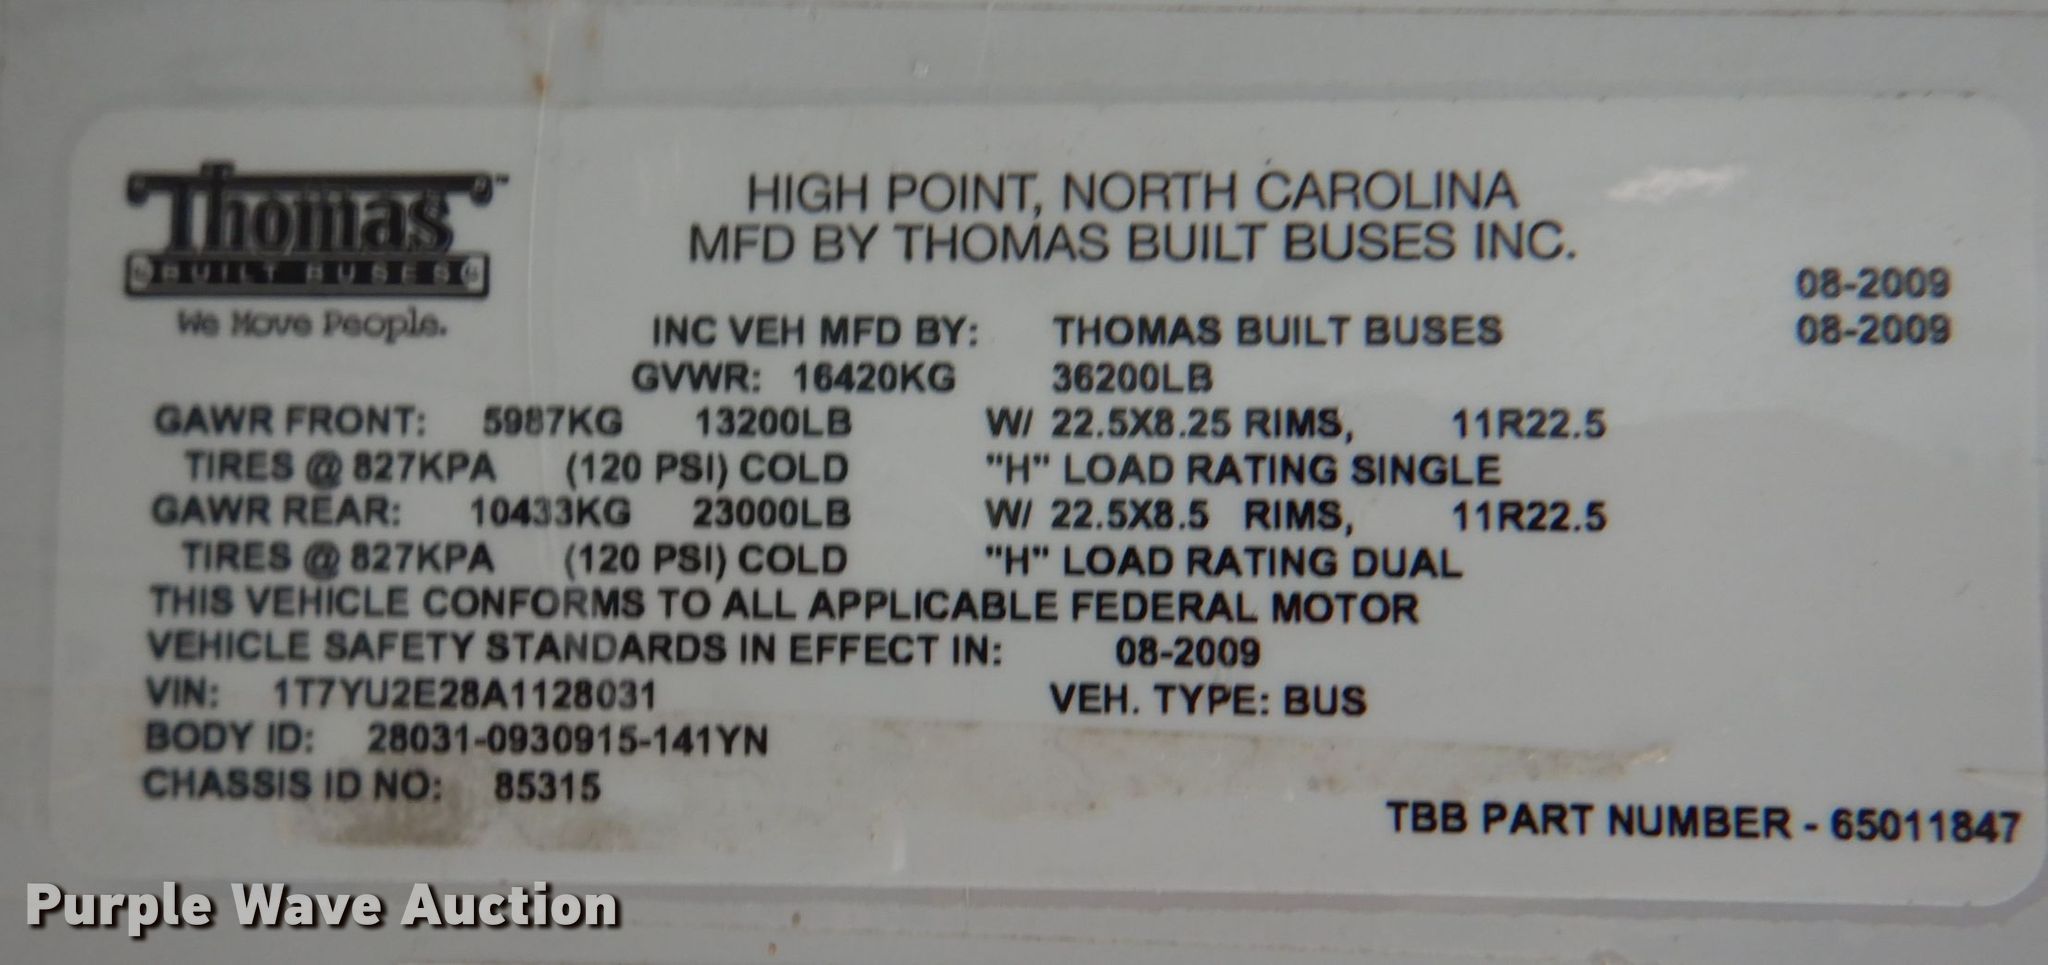 Thomas™
BUILT BUSES
We Move People.
HIGH POINT, NORTH CAROLINA
MFD BY THOMAS BUILT BUSES INC.
08-2009
INC VEH MFD BY: THOMAS BUILT BUSES 08-2009
GVWR: 16420KG 36200LB
GAWR FRONT: 5987KG 13200LB W/ 22.5X8.25 RIMS, 11R22.5
TIRES @ 827KPA (120 PSI) COLD "H" LOAD RATING SINGLE
GAWR REAR: 10433KG 23000LB W/ 22.5X8.5 RIMS, 11R22.5
TIRES @ 827KPA (120 PSI) COLD "H" LOAD RATING DUAL
THIS VEHICLE CONFORMS TO ALL APPLICABLE FEDERAL MOTOR
VEHICLE SAFETY STANDARDS IN EFFECT IN: 08-2009
VIN: 1T7YU2E28A1128031 VEH. TYPE: BUS
BODY ID: 28031-0930915-141YN
CHASSIS ID NO: 85315
TBB PART NUMBER - 65011847
Purple Wave Auction